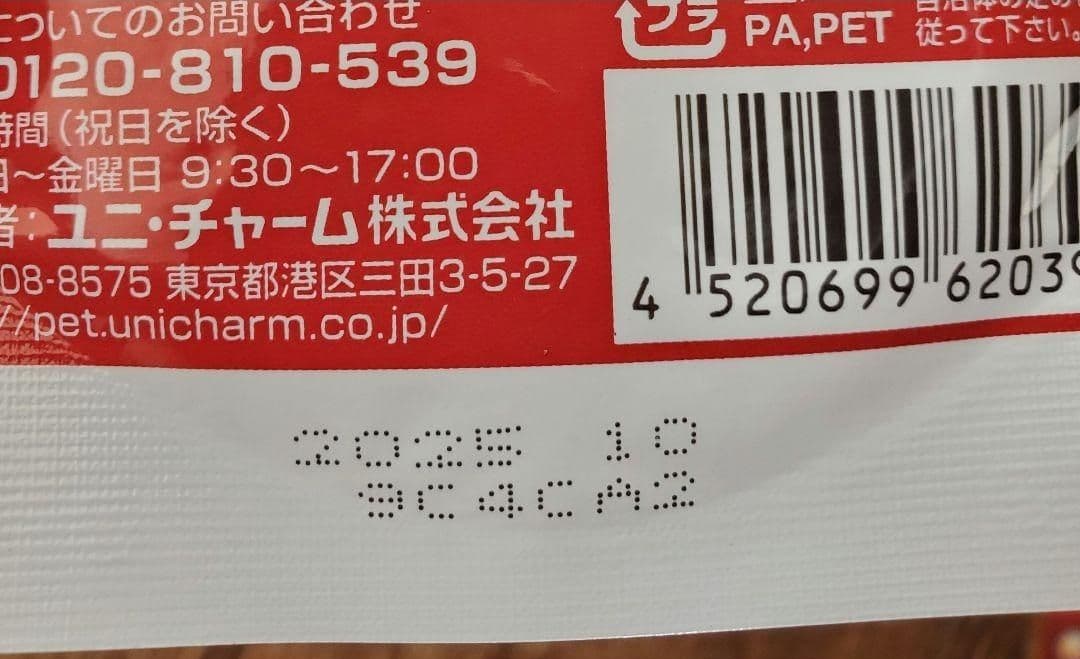 についてのお問い合わせ
0120-810-539
時間(祝日を除く)
日〜金曜日 9:30〜17:00
者:ユニ・チャーム株式会社
08-8575 東京都港区三田3-5-27
//pet.unicharm.co.jp/
プラ
PA,PET
従って下さい。
4 520699 62039
2025 10
9C4CA2